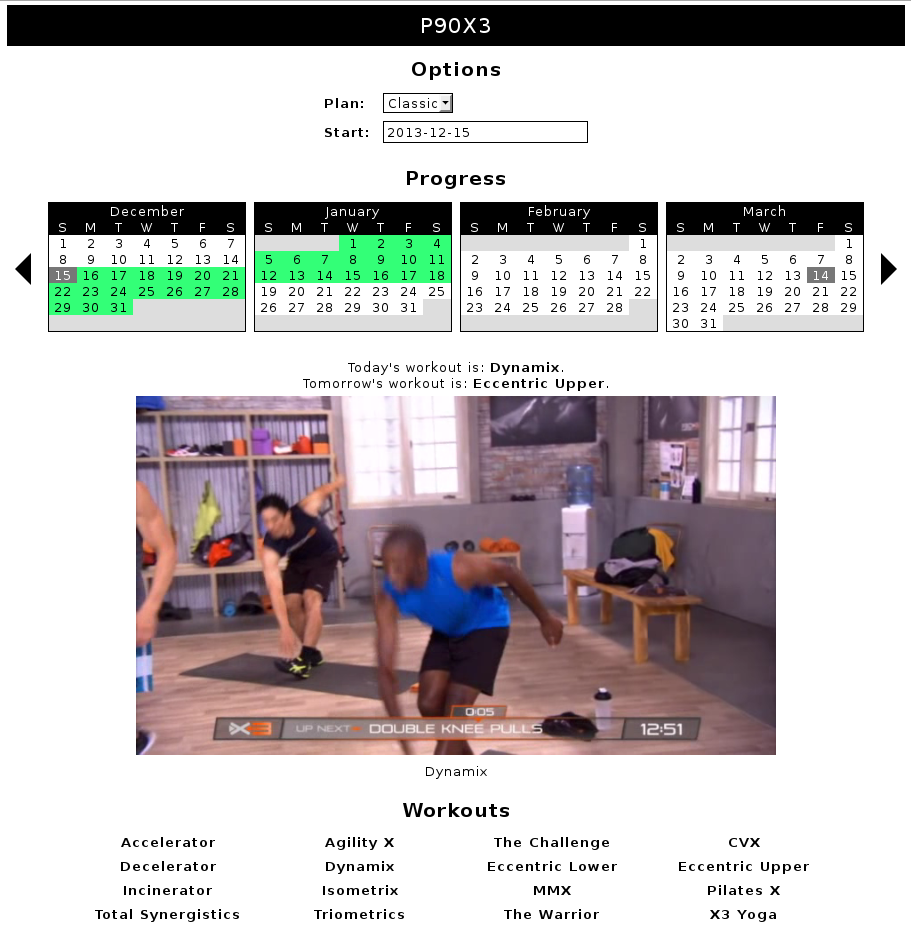 P90X3
Options
Plan: Classic
Start: 2013-12-15
Progress
December January February March
S M T W T F S S M T W T F S S M T W T F S S M T W T F S
1 2 3 4 5 6 7 1 2 3 4 1 1
8 9 10 11 12 13 14 5 6 7 8 9 10 11 2 3 4 5 6 7 8 2 3 4 5 6 7 8
15 16 17 18 19 20 21 12 13 14 15 16 17 18 9 10 11 12 13 14 15 9 10 11 12 13 14 15
22 23 24 25 26 27 28 19 20 21 22 23 24 25 16 17 18 19 20 21 22 16 17 18 19 20 21 22
29 30 31 26 27 28 29 30 31 23 24 25 26 27 28 23 24 25 26 27 28 29
30 31
Today's workout is: Dynamix.
Tomorrow's workout is: Eccentric Upper.
0:05
X3 UP NEXT DOUBLE KNEE PULLS 12:51
Dynamix
Workouts
Accelerator Agility X The Challenge CVX
Decelerator Dynamix Eccentric Lower Eccentric Upper
Incinerator Isometrix MMX Pilates X
Total Synergistics Triometrics The Warrior X3 Yoga